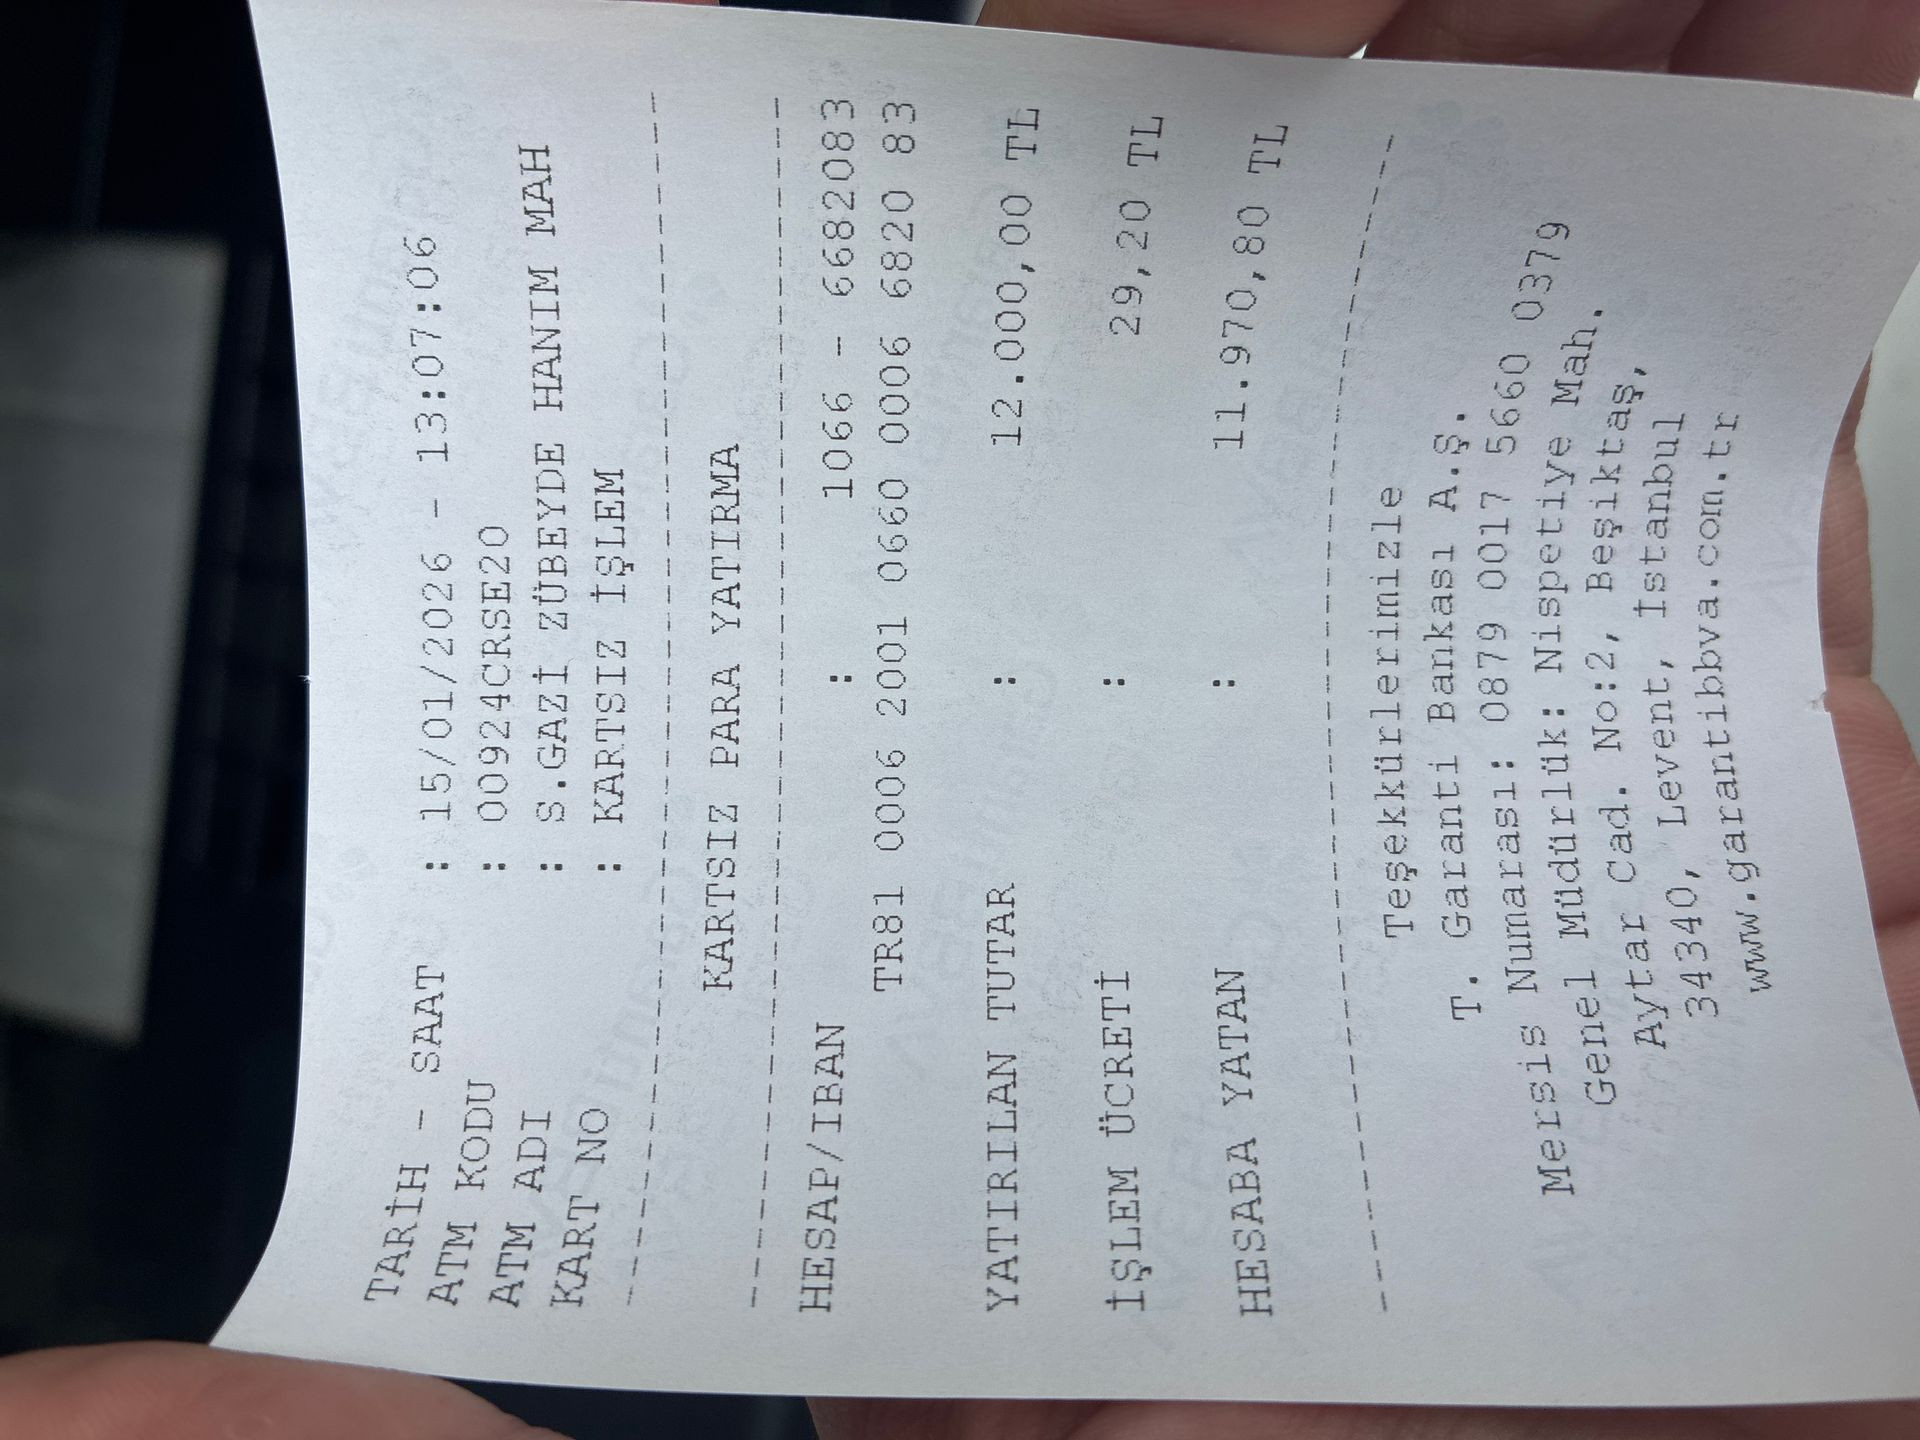 TARİH - SAAT : 15/01/2026 - 13:07:06
ATM KODU : 00924CRSE20
ATM ADI : S.GAZİ ZÜBEYDE HANIM MAH
KART NO : KARTSIZ İŞLEM
KARTSIZ PARA YATIRMA
HESAP/IBAN : 1066 - 6682083
TR81 0006 2001 0660 0006 6820 83
YATIRILAN TUTAR : 12.000,00 TL
İŞLEM ÜCRETİ : 29,20 TL
HESABA YATAN : 11.970,80 TL
Teşekkürlerimizle
T. Garanti Bankası A.Ş.
Mersis Numarası: 0879 0017 5660 0379
Genel Müdürlük: Nispetiye Mah.
Aytar Cad. No:2, Beşiktaş,
34340, Levent, İstanbul
www.garantibbva.com.tr